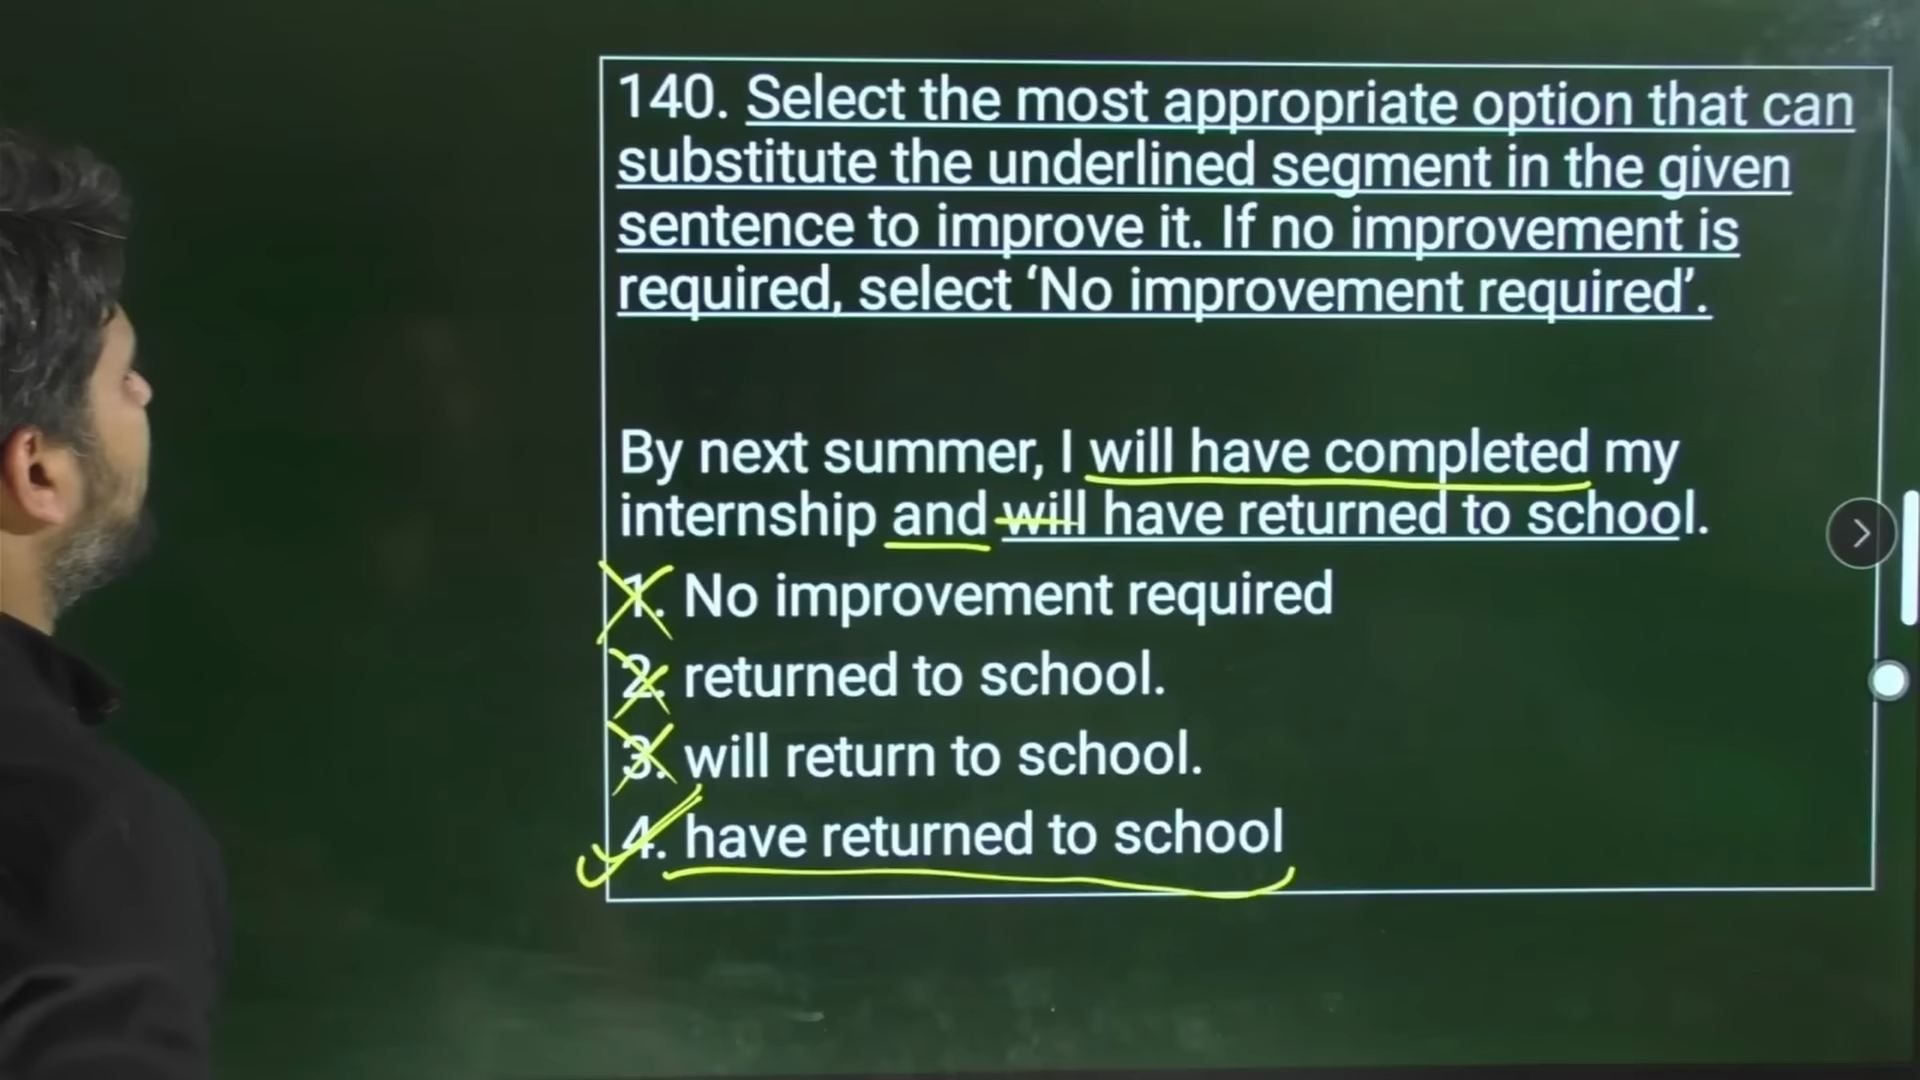 140. Select the most appropriate option that can
substitute the underlined segment in the given
sentence to improve it. If no improvement is
required, select ‘No improvement required’.
By next summer, I will have completed my
internship and will have returned to school.
1. No improvement required
2. returned to school.
3. will return to school.
4. have returned to school